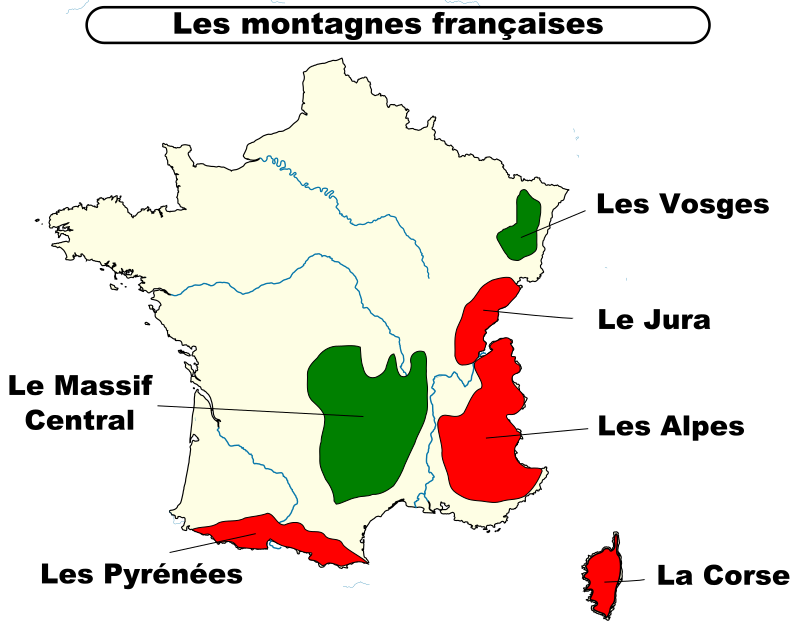 Les montagnes françaises
Les Vosges
Le Jura
Le Massif
Central
Les Alpes
Les Pyrénées
La Corse